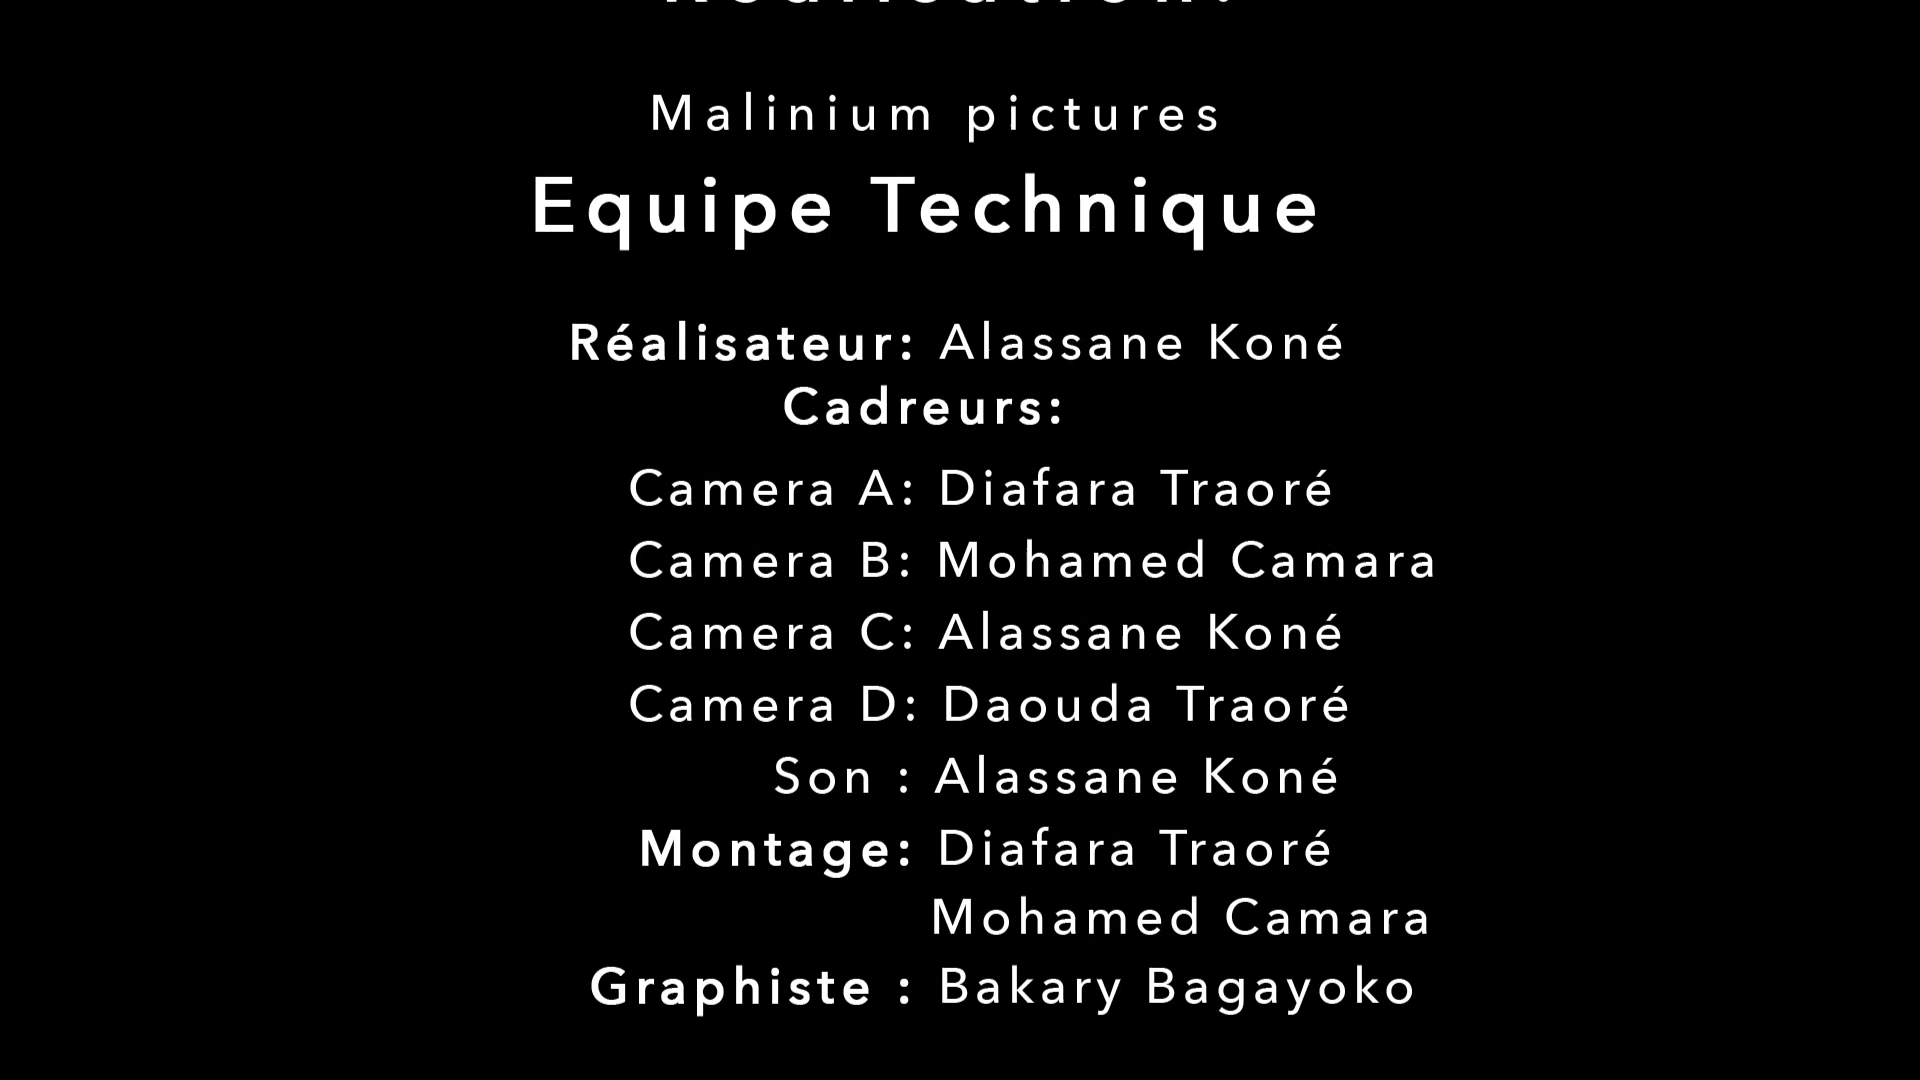 Malinium pictures
Equipe Technique
Réalisateur: Alassane Koné
Cadreurs:
Camera A: Diafara Traoré
Camera B: Mohamed Camara
Camera C: Alassane Koné
Camera D: Daouda Traoré
Son : Alassane Koné
Montage: Diafara Traoré
Mohamed Camara
Graphiste : Bakary Bagayoko